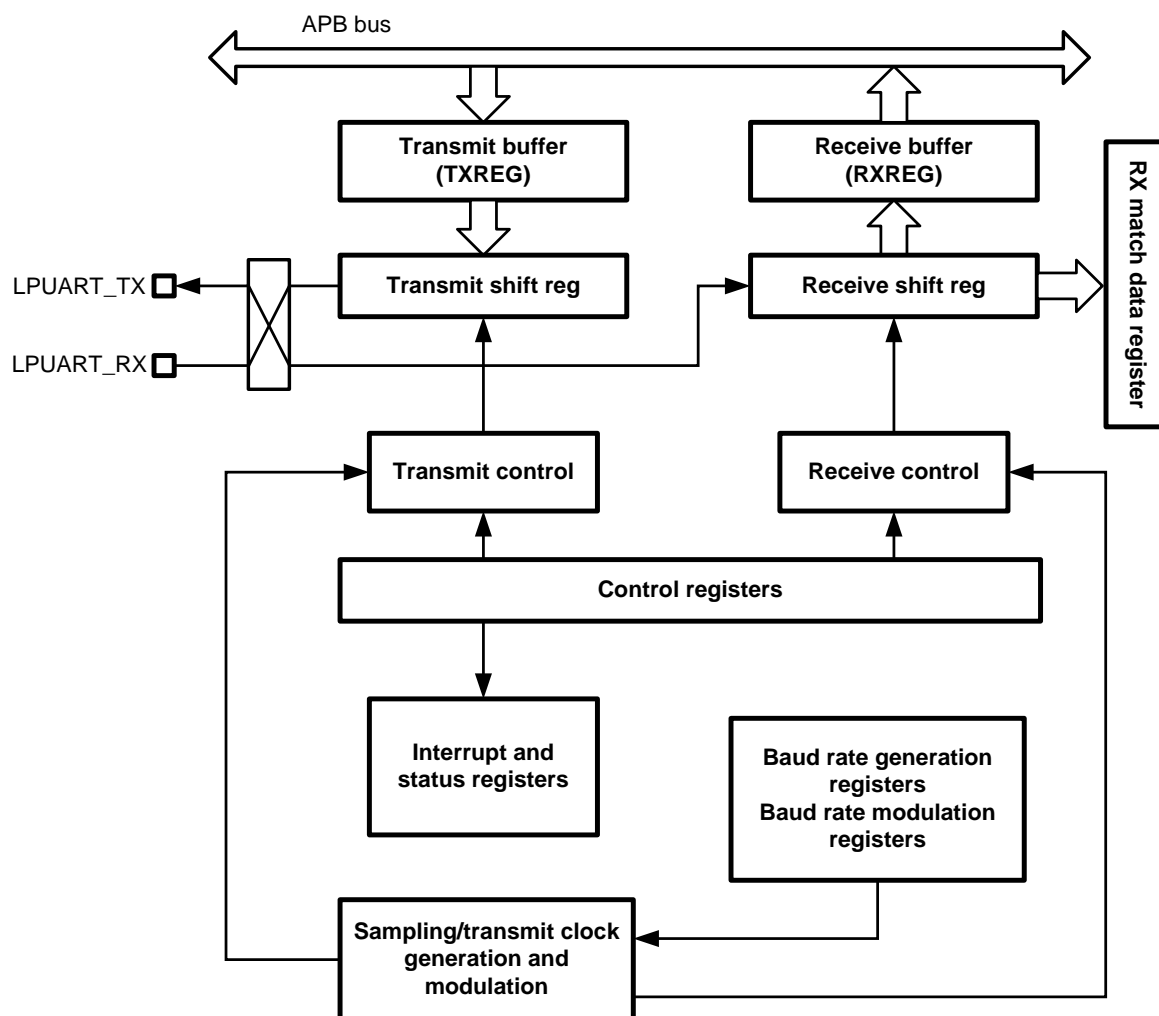 APB bus
Transmit buffer
(TXREG)
Receive buffer
(RXREG)
RX match data register
LPUART_TX
Transmit shift reg
Receive shift reg
LPUART_RX
Transmit control
Receive control
Control registers
Interrupt and
status registers
Baud rate generation
registers
Baud rate modulation
registers
Sampling/transmit clock
generation and
modulation